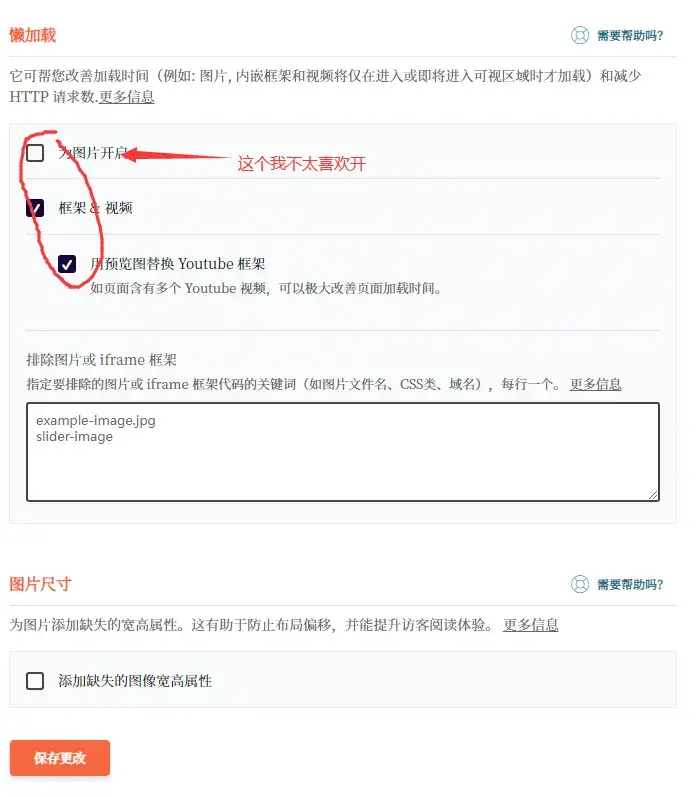 懒加载
需要帮助吗?
它可帮您改善加载时间（例如: 图片, 内嵌框架和视频将仅在进入或即将进入可视区域时才加载）和减少
HTTP 请求数.更多信息
为图片开启
这个我不太喜欢开
框架 & 视频
用预览图替换 Youtube 框架
如页面含有多个 Youtube 视频，可以极大改善页面加载时间。
排除图片或 iframe 框架
指定要排除的图片或 iframe 框架代码的关键词（如图片文件名、CSS类、域名），每行一个。 更多信息
example-image.jpg
slider-image
图片尺寸
需要帮助吗?
为图片添加缺失的宽高属性。这有助于防止布局偏移，并能提升访客阅读体验。 更多信息
添加缺失的图像宽高属性
保存更改